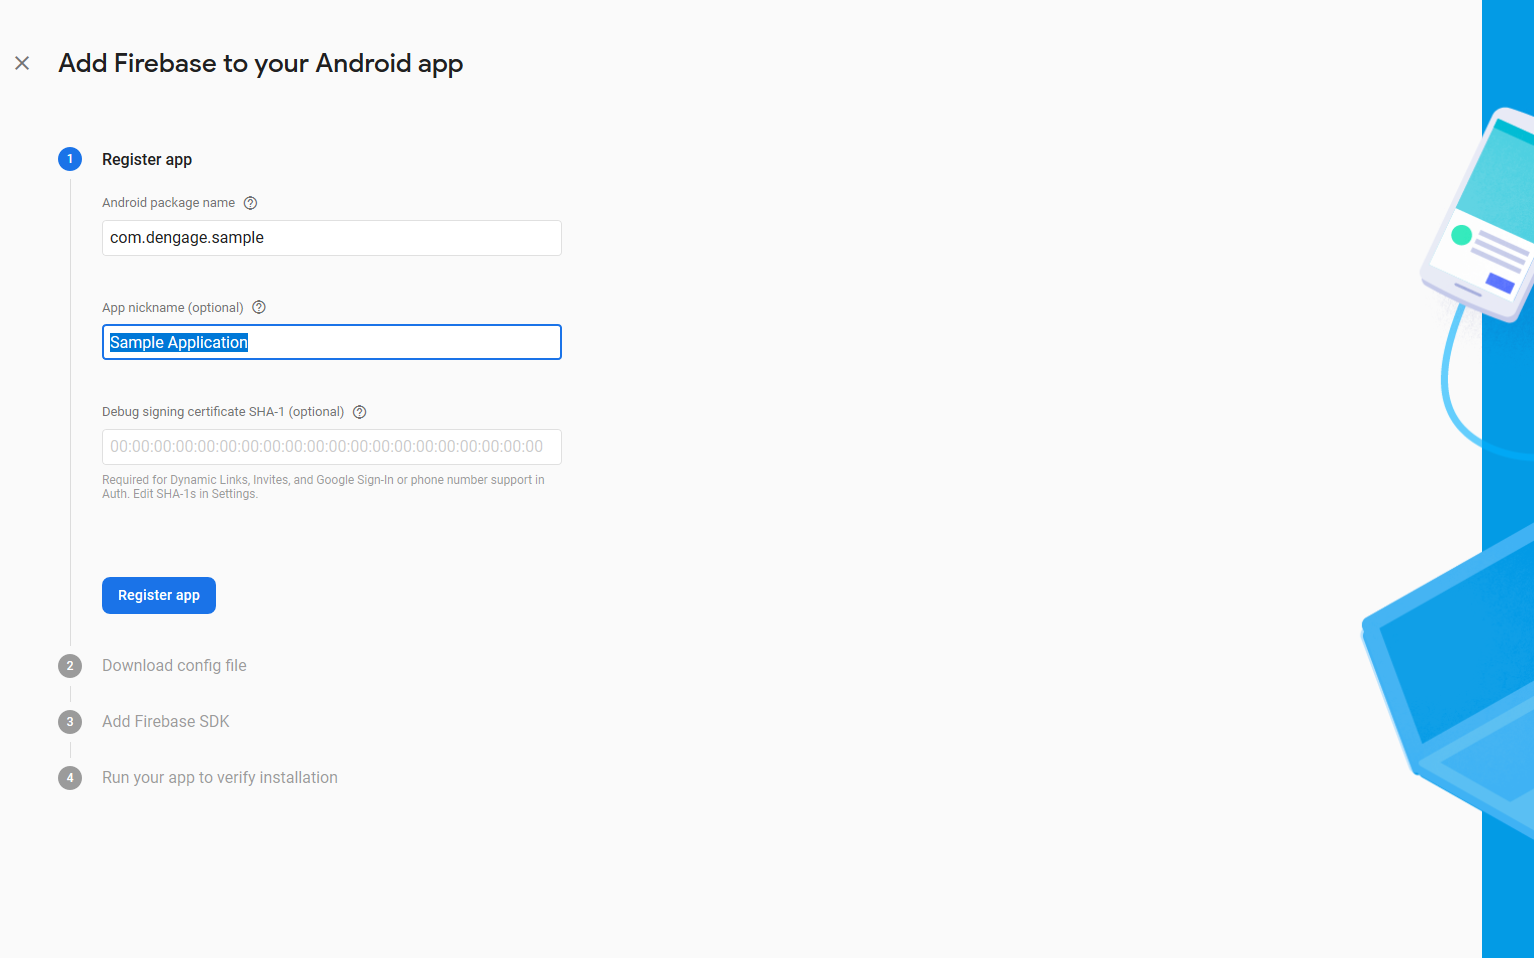 Add Firebase to your Android app
1 Register app
Android package name
com.dengage.sample
App nickname (optional)
Sample Application
Debug signing certificate SHA-1 (optional)
00:00:00:00:00:00:00:00:00:00:00:00:00:00:00:00:00:00:00:00
Required for Dynamic Links, Invites, and Google Sign-In or phone number support in
Auth. Edit SHA-1s in Settings.
Register app
2 Download config file
3 Add Firebase SDK
4 Run your app to verify installation